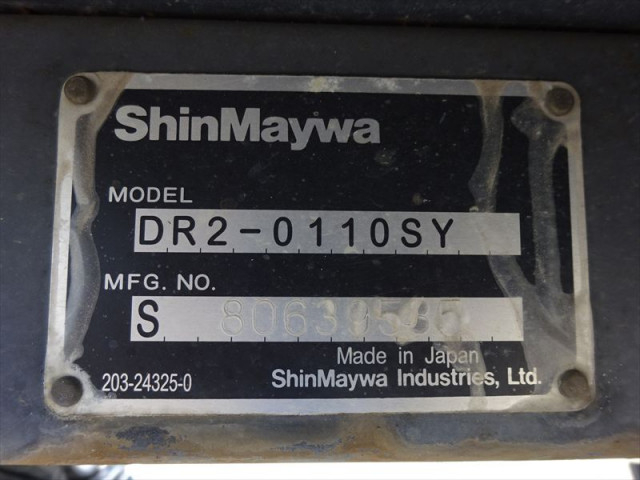 ShinMaywa
MODEL
DR2-0110SY
MFG. NO.
S
Made in Japan
203-24325-0
ShinMaywa Industries, Ltd.